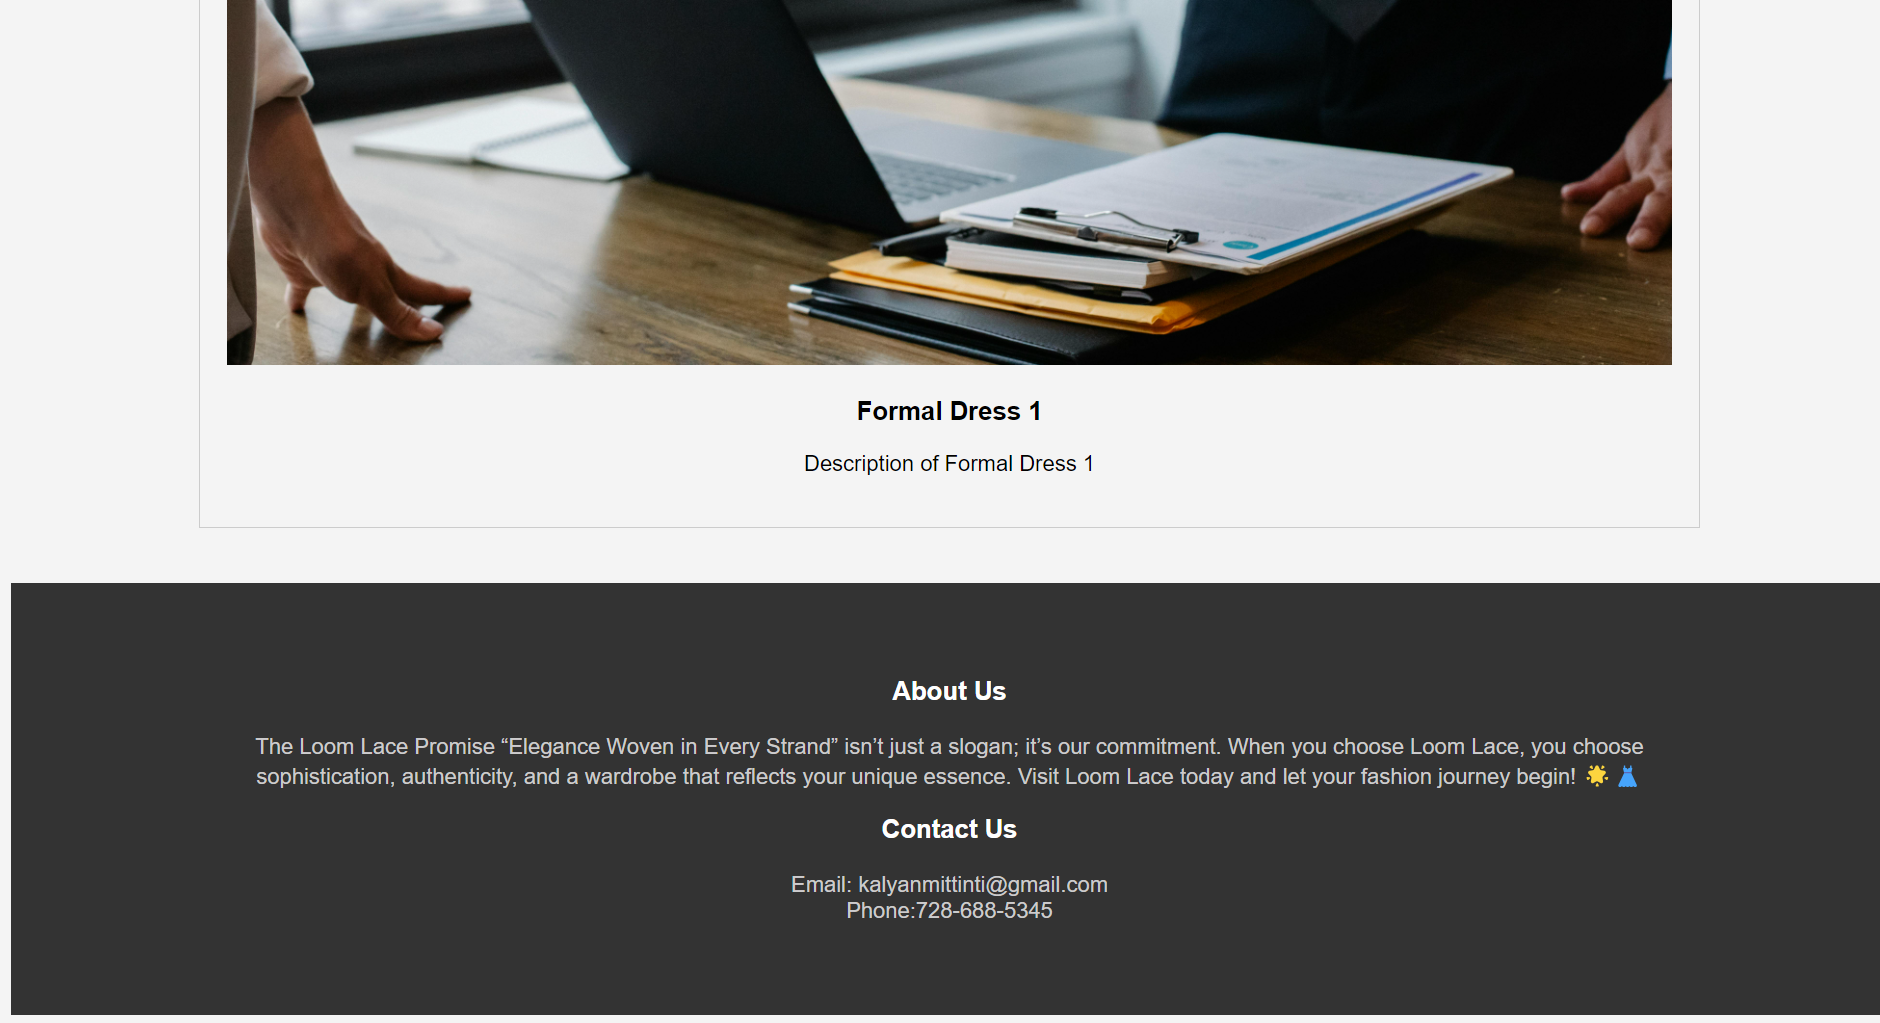 Formal Dress 1
Description of Formal Dress 1
About Us
The Loom Lace Promise “Elegance Woven in Every Strand” isn’t just a slogan; it’s our commitment. When you choose Loom Lace, you choose
sophistication, authenticity, and a wardrobe that reflects your unique essence. Visit Loom Lace today and let your fashion journey begin! 🌟👗
Contact Us
Email: kalyanmittinti@gmail.com
Phone:728-688-5345